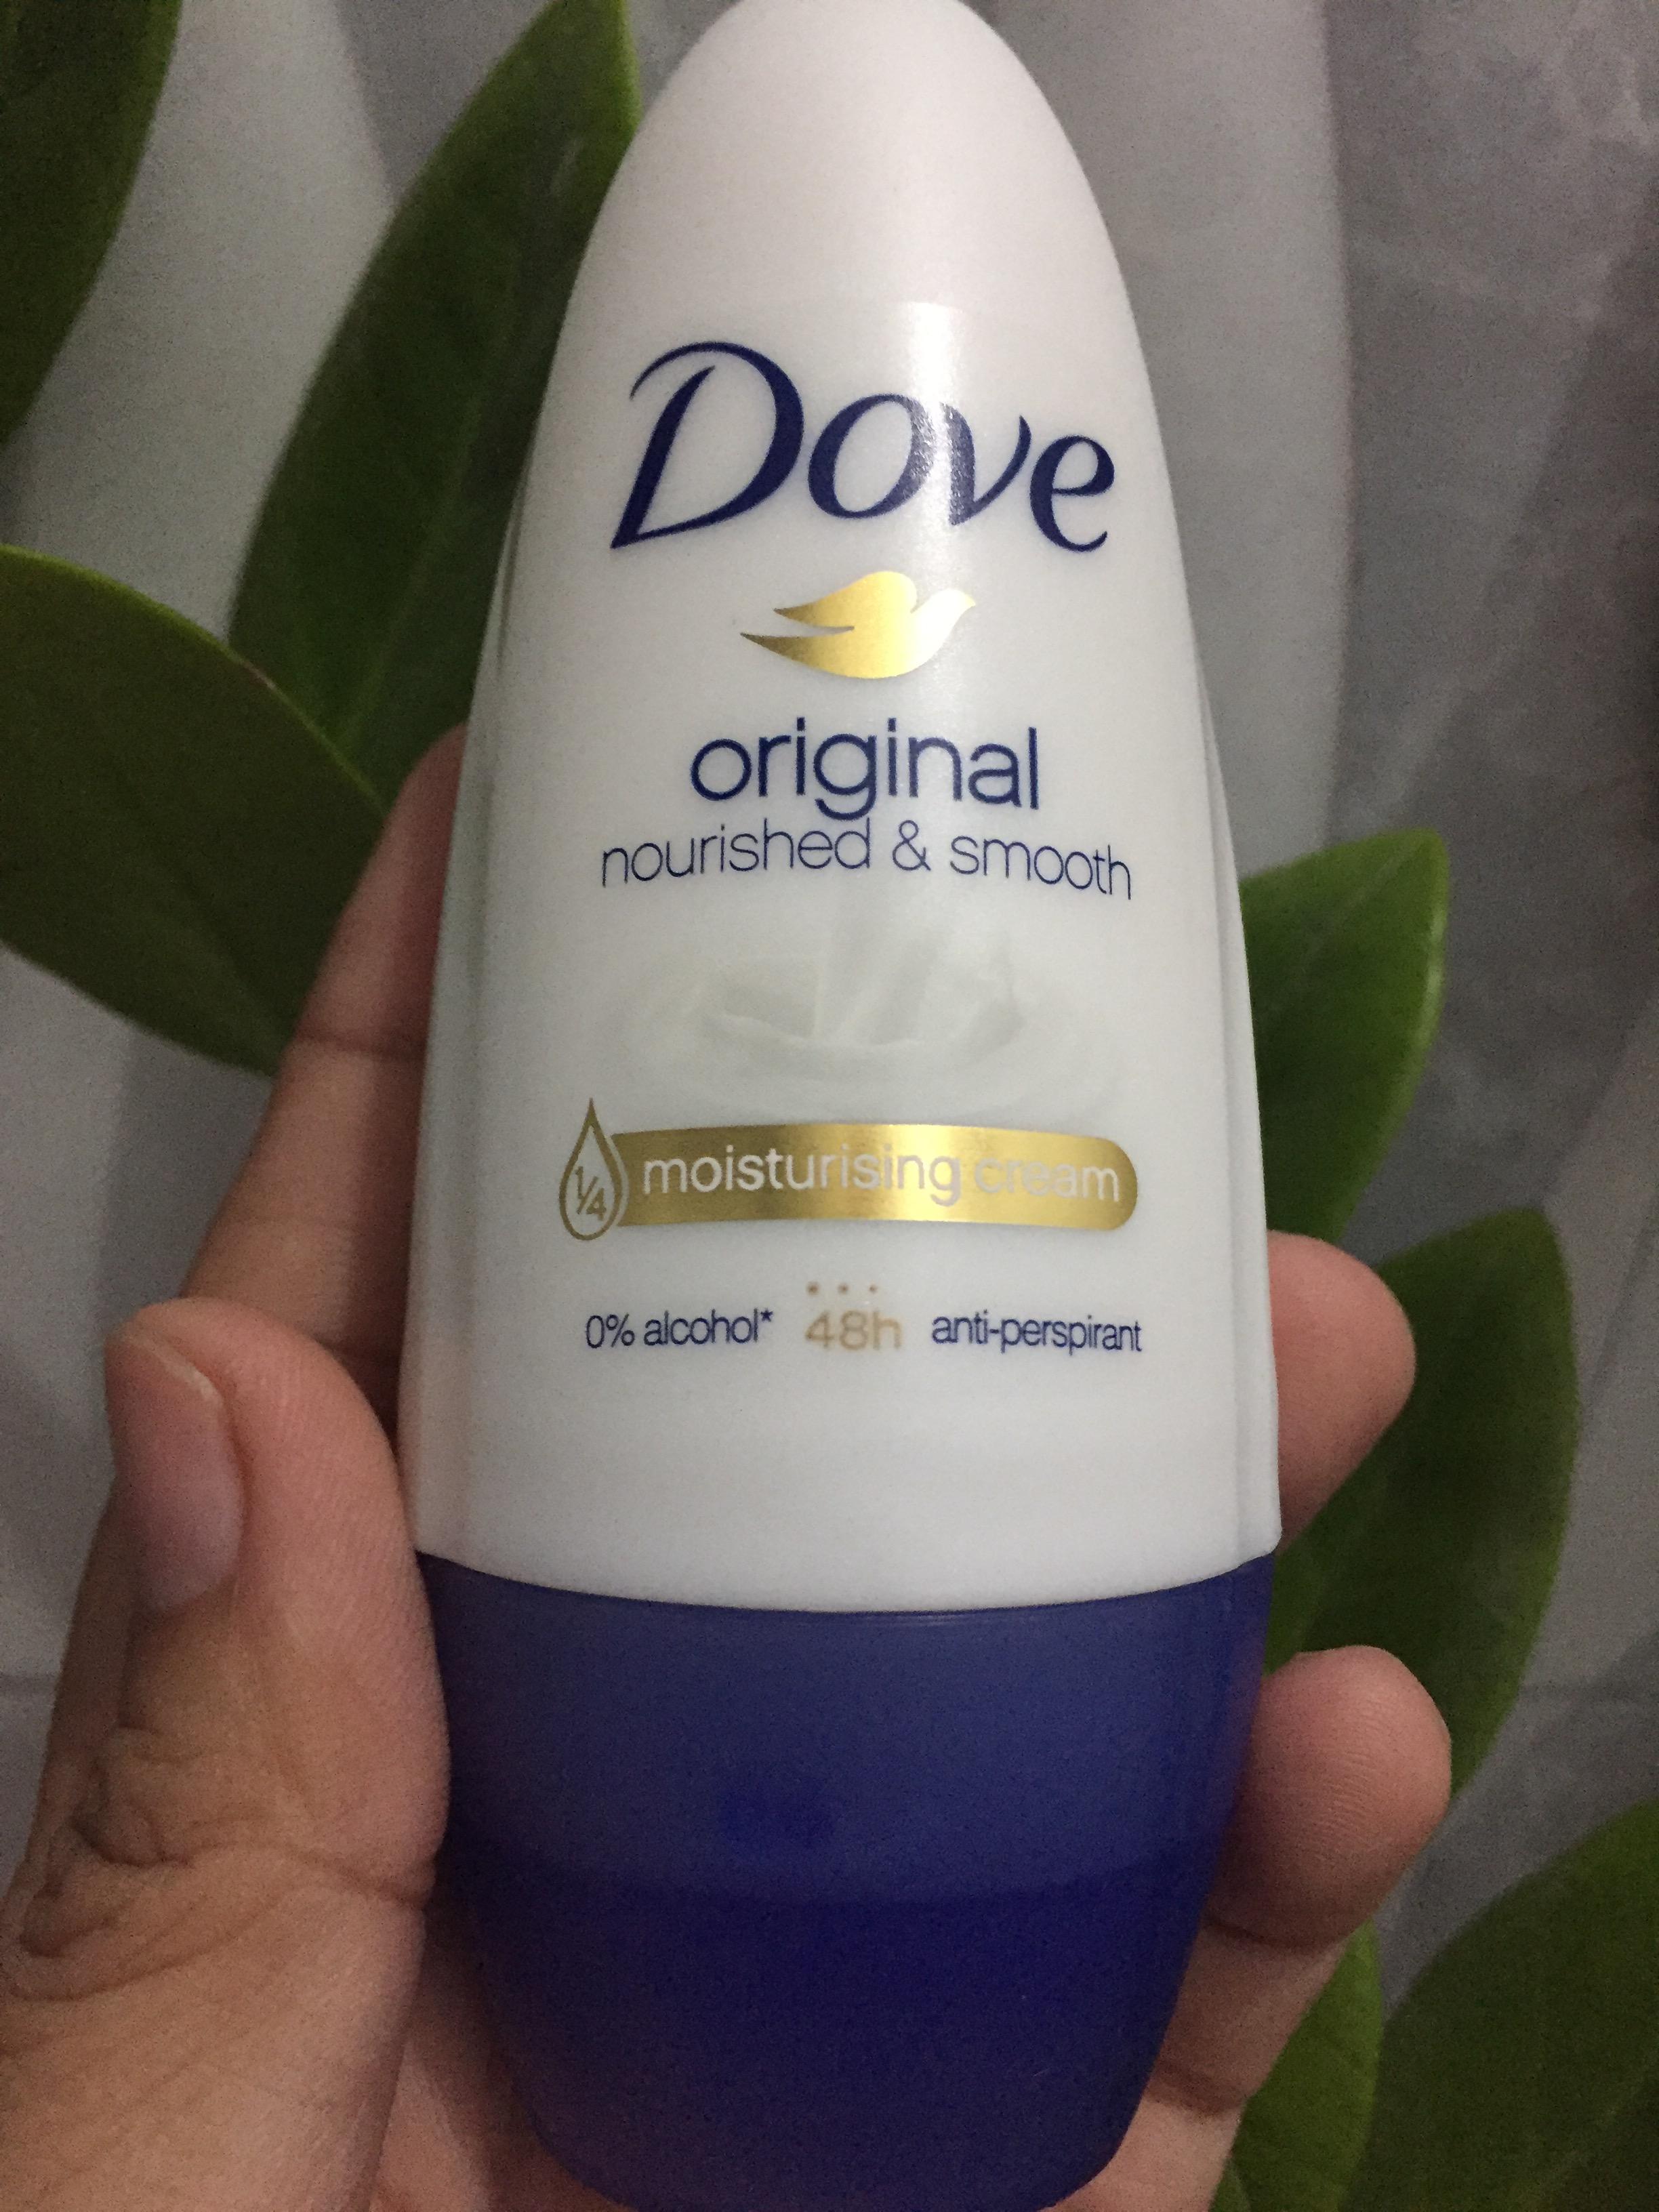 Dove
original
nourished & smooth
1/4 moisturising cream
0% alcohol* 48h anti-perspirant